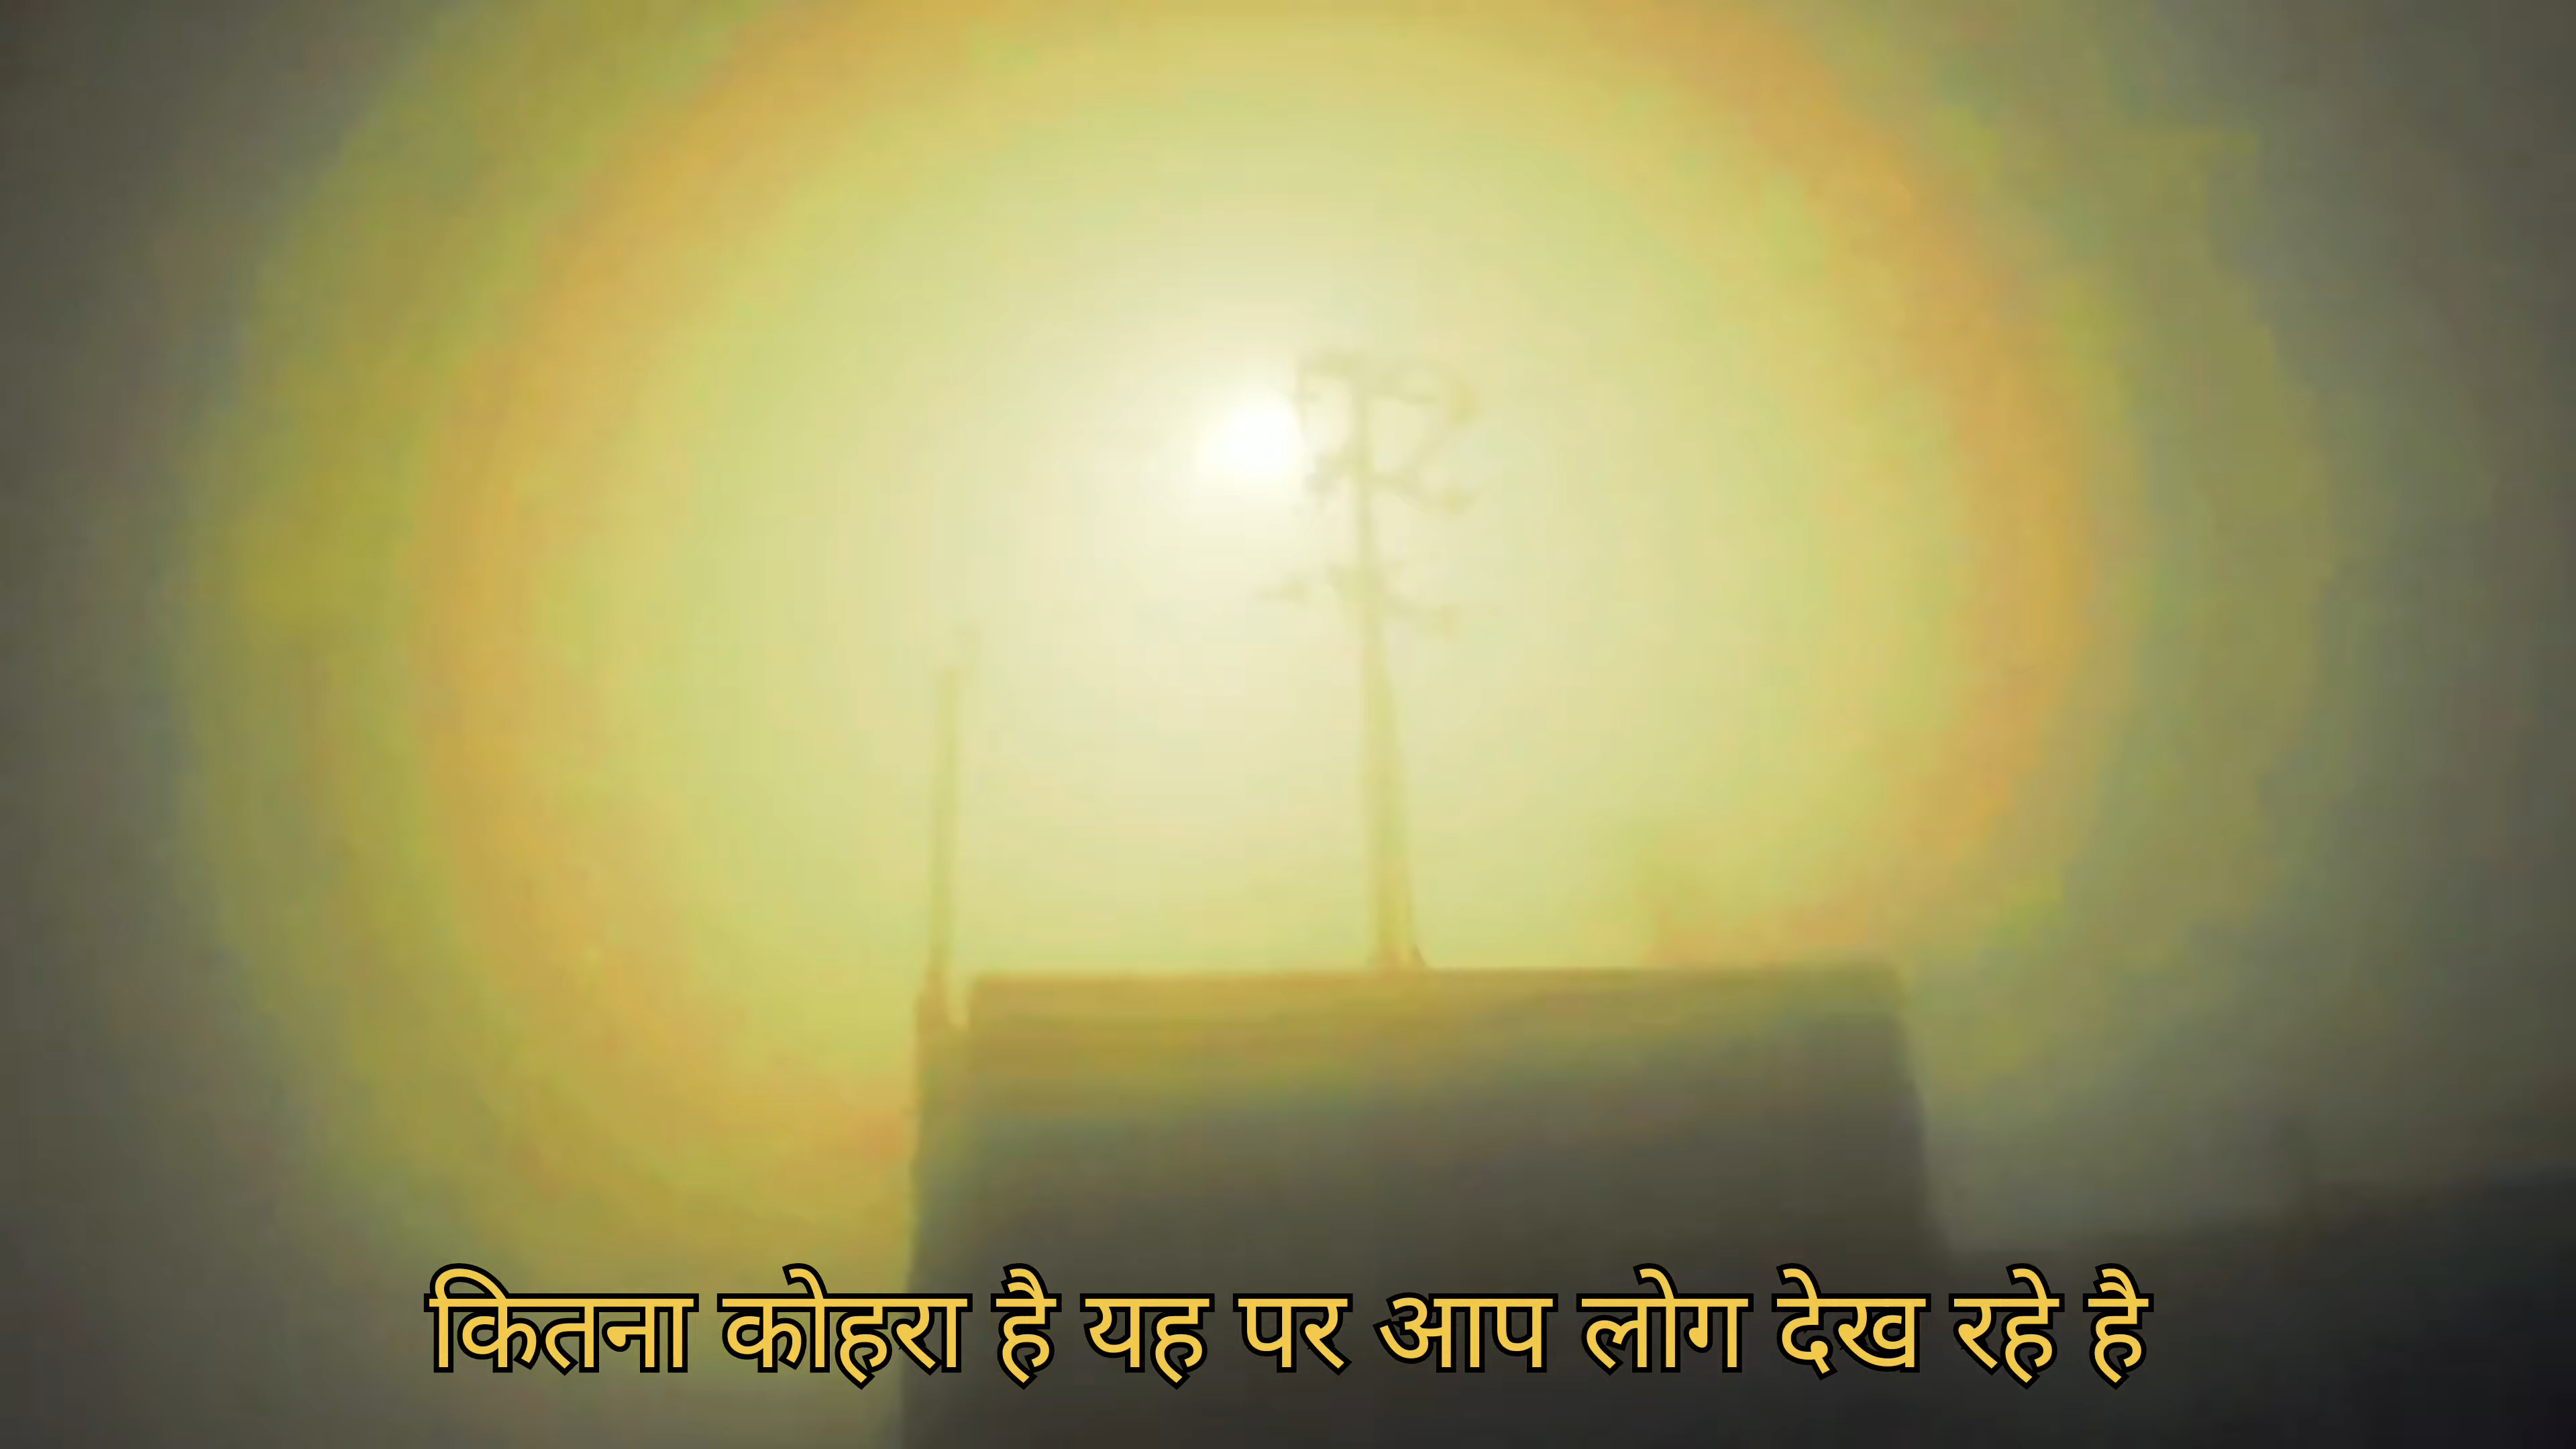 कितना कोहरा है यह पर आप लोग देख रहे है